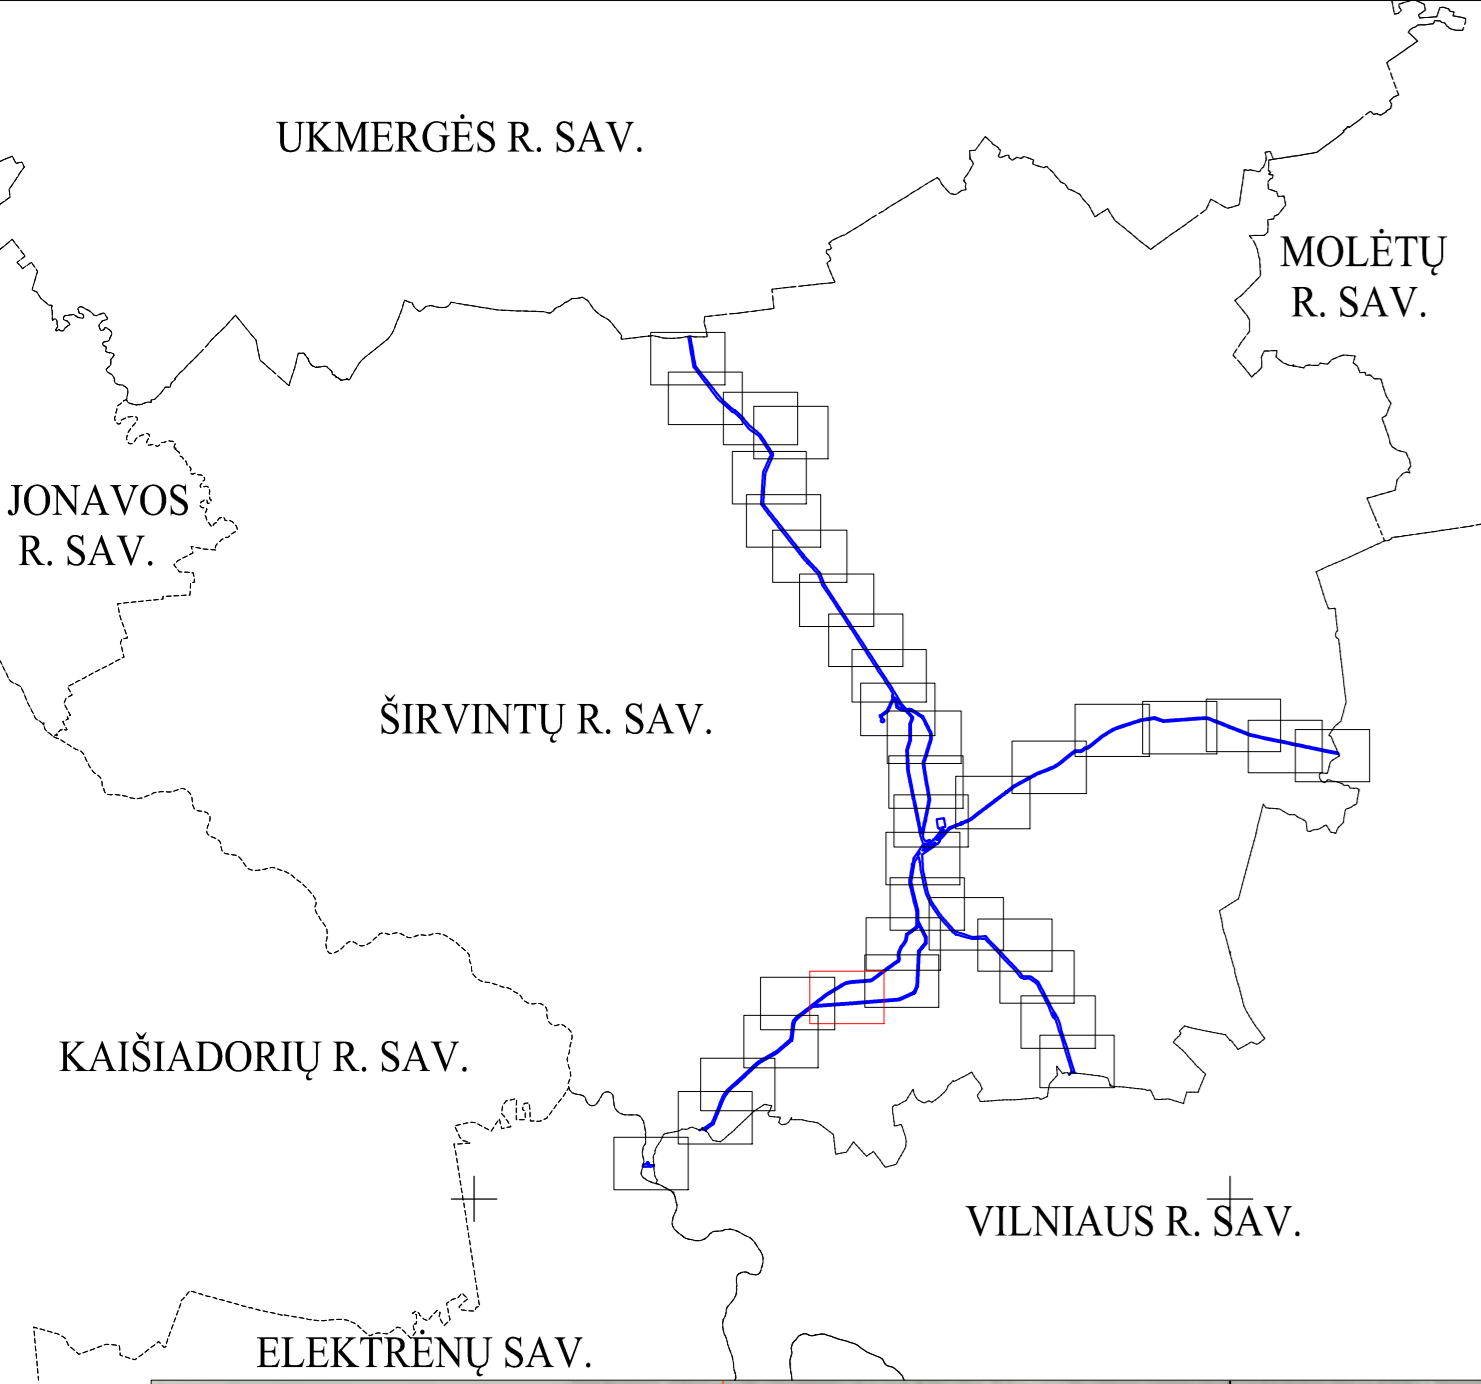 UKMERGĖS R. SAV.
MOLĖTŲ
R. SAV.
JONAVOS
R. SAV.
ŠIRVINTŲ R. SAV.
KAIŠIADORIŲ R. SAV.
VILNIAUS R. SAV.
ELEKTRĖNŲ SAV.